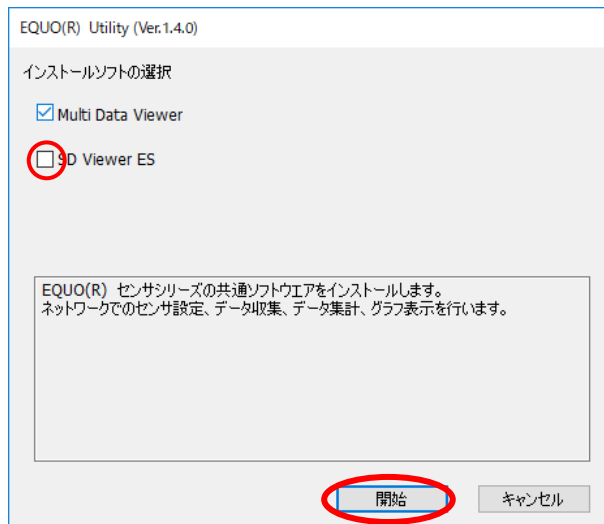 EQUO(R) Utility (Ver.1.4.0)
インストールソフトの選択
Multi Data Viewer
SD Viewer ES
EQUO(R) センサシリーズの共通ソフトウエアをインストールします。
ネットワークでのセンサ設定、データ収集、データ集計、グラフ表示を行います。
開始
キャンセル